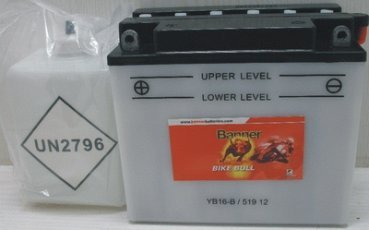 UN2796
UPPER LEVEL
LOWER LEVEL
Banner
BIKE BULL
YB16-B / 519 12